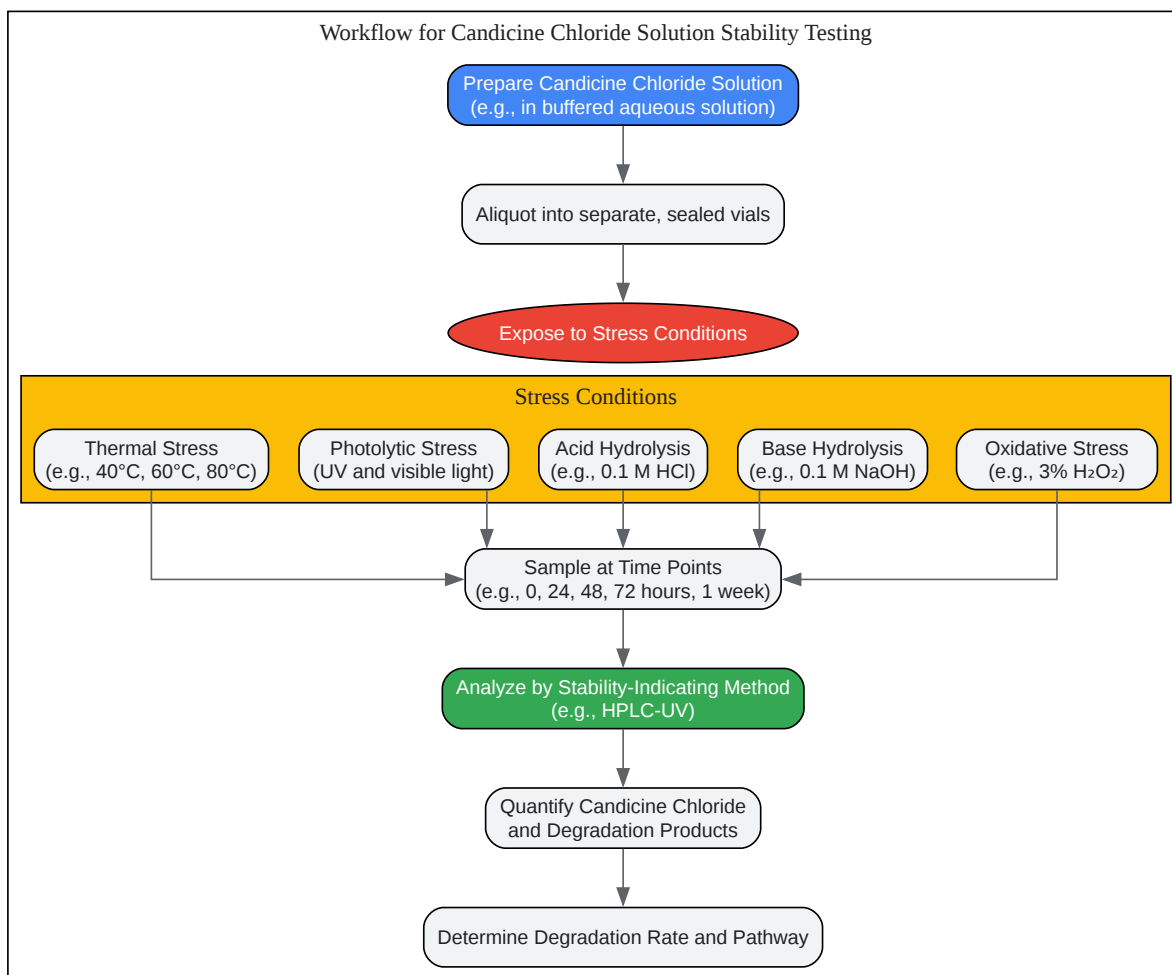 Workflow for Candicine Chloride Solution Stability Testing
Prepare Candicine Chloride Solution
(e.g., in buffered aqueous solution)
Aliquot into separate, sealed vials
Expose to Stress Conditions
Stress Conditions
Thermal Stress
(e.g., 40°C, 60°C, 80°C)
Photolytic Stress
(UV and visible light)
Acid Hydrolysis
(e.g., 0.1 M HCl)
Base Hydrolysis
(e.g., 0.1 M NaOH)
Oxidative Stress
(e.g., 3% H₂O₂)
Sample at Time Points
(e.g., 0, 24, 48, 72 hours, 1 week)
Analyze by Stability-Indicating Method
(e.g., HPLC-UV)
Quantify Candicine Chloride
and Degradation Products
Determine Degradation Rate and Pathway